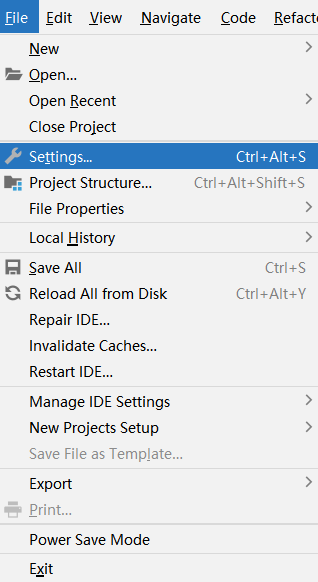 File Edit View Navigate Code Refacto
New
Open...
Open Recent
Close Project
Settings... Ctrl+Alt+S
Project Structure... Ctrl+Alt+Shift+S
File Properties
Local History
Save All Ctrl+S
Reload All from Disk Ctrl+Alt+Y
Repair IDE...
Invalidate Caches...
Restart IDE...
Manage IDE Settings
New Projects Setup
Save File as Template...
Export
Print...
Power Save Mode
Exit